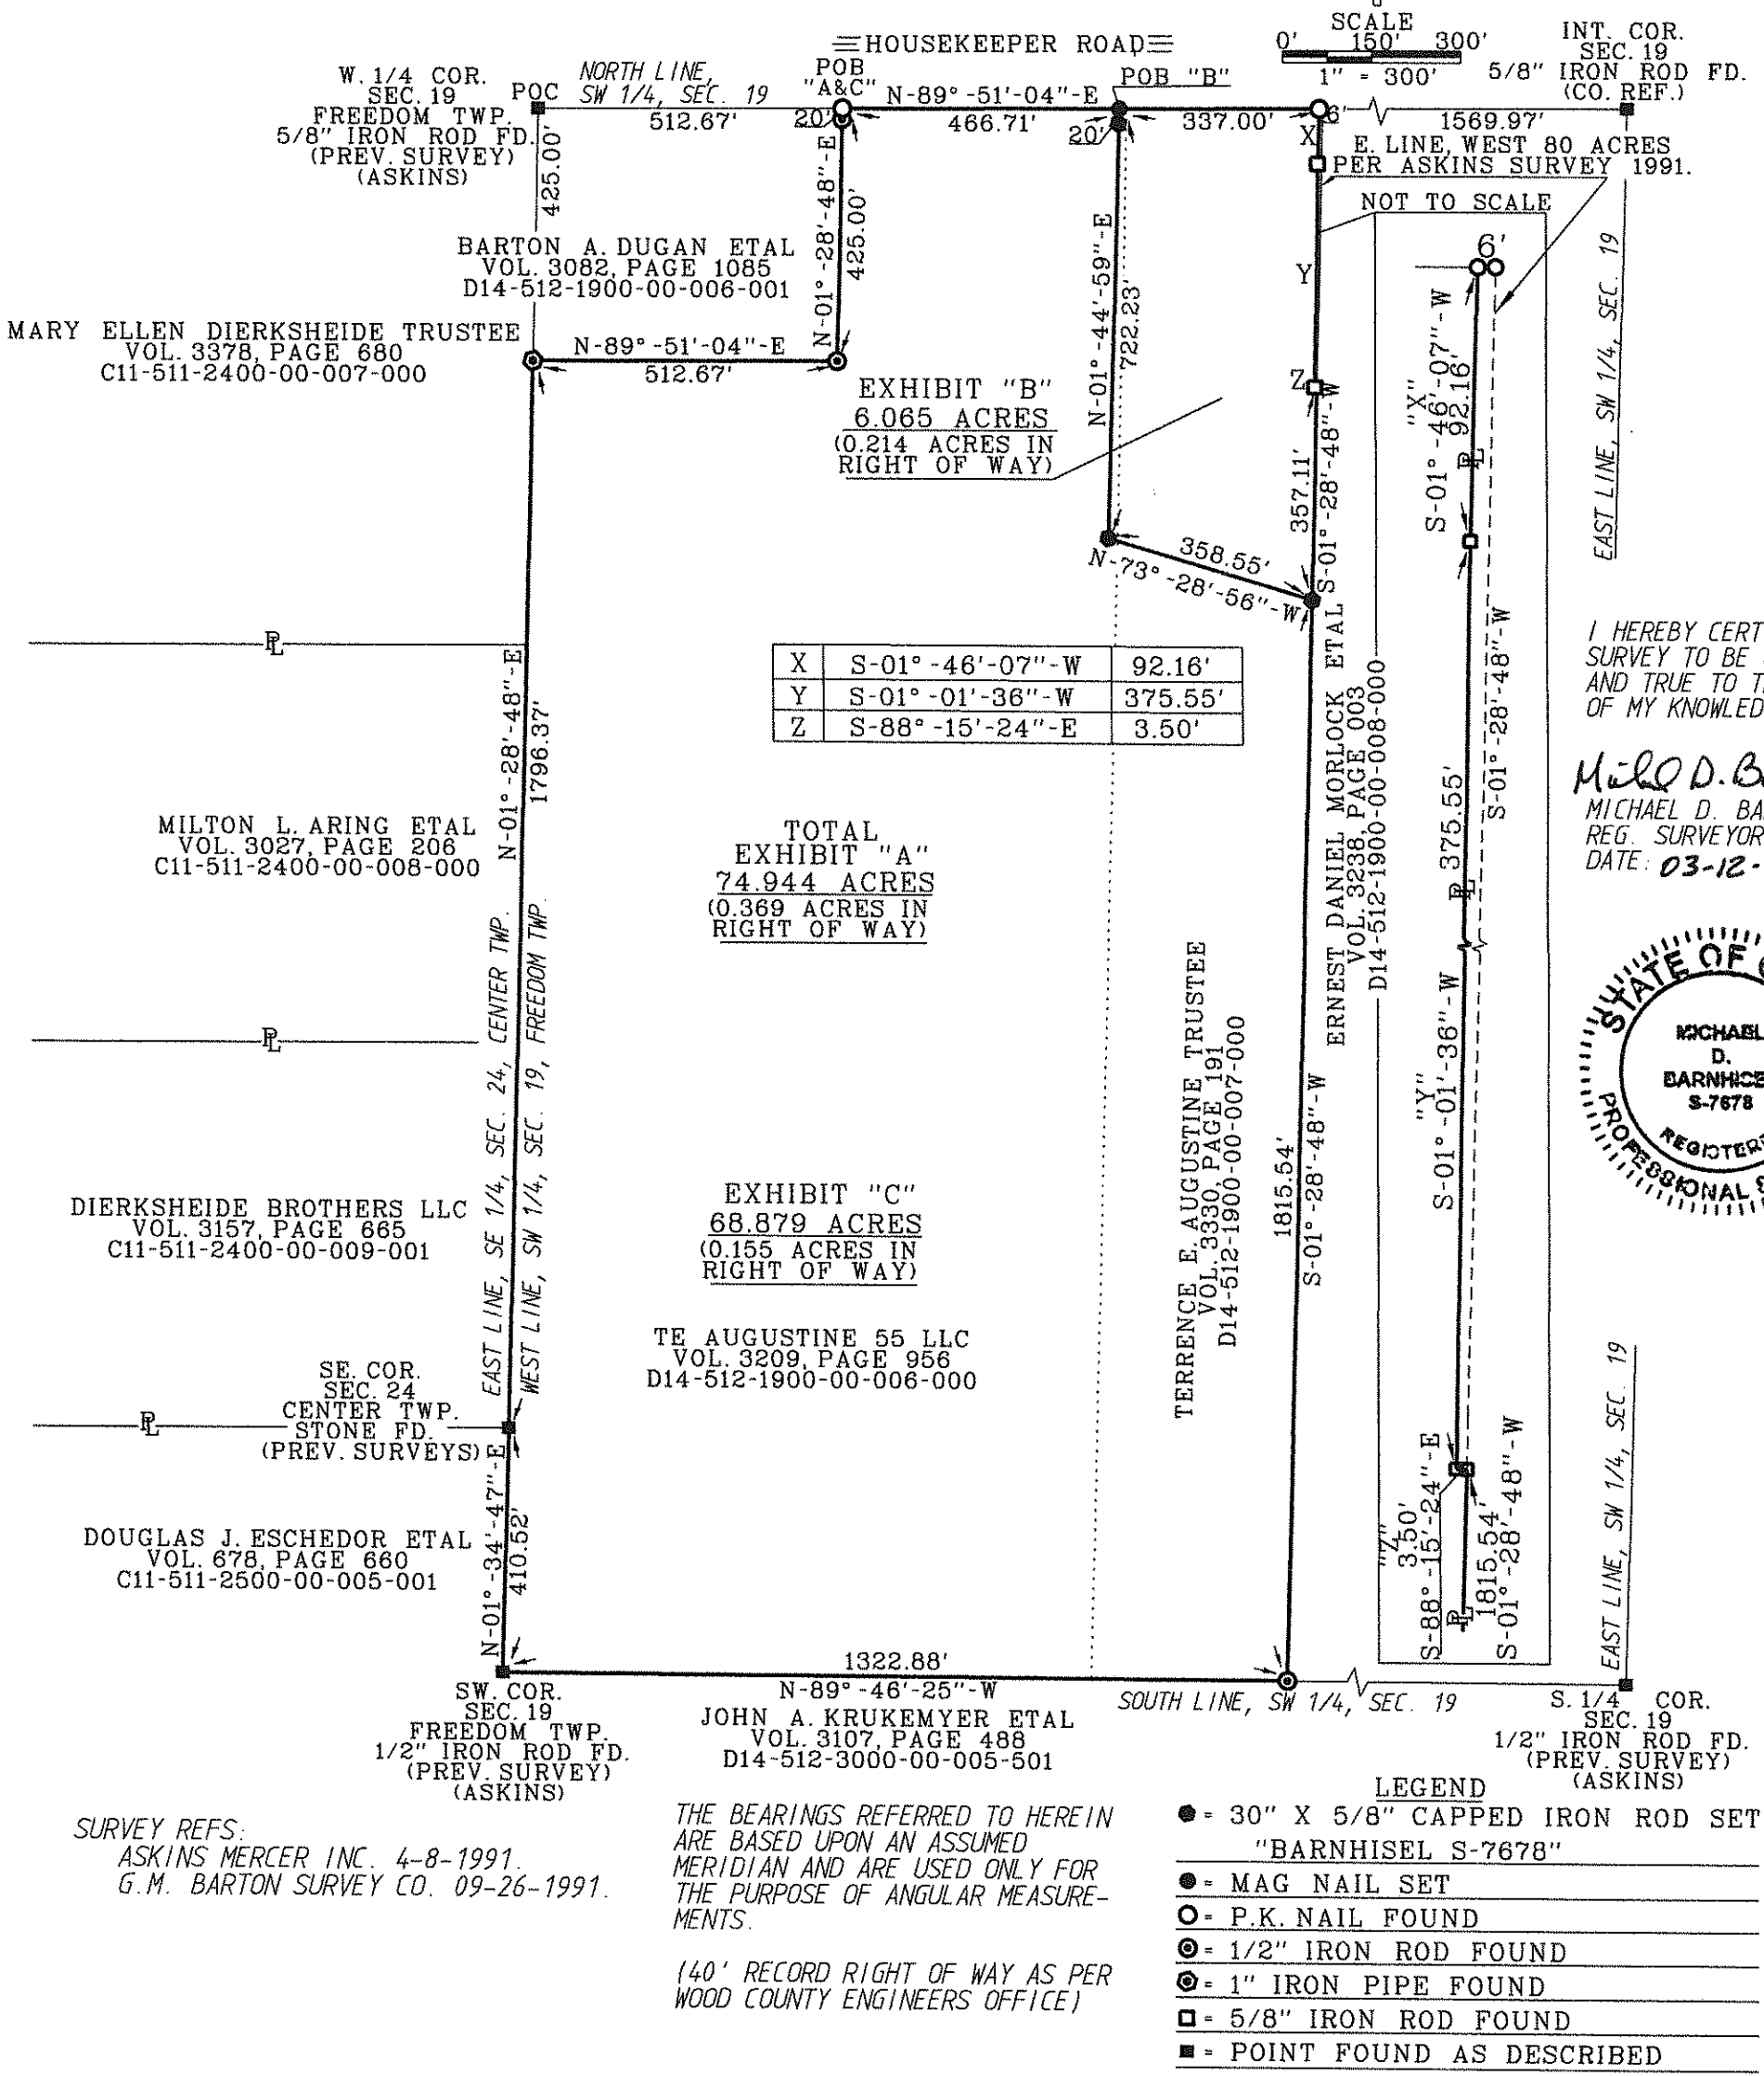 SCALE
0' 150' 300'
1" = 300'
INT. COR.
SEC. 19
5/8" IRON ROD FD.
(CO. REF.)
HOUSEKEEPER ROAD
W. 1/4 COR.
SEC. 19
FREEDOM TWP.
5/8" IRON ROD FD.
(PREV. SURVEY)
(ASKINS)
POC
NORTH LINE,
SW 1/4, SEC. 19
512.67'
POB
"A&C"
20'
N-89°-51'-04"-E
466.71'
POB "B"
20'
337.00'
6'
1569.97'
E. LINE, WEST 80 ACRES
PER ASKINS SURVEY 1991.
NOT TO SCALE
425.00'
N-01°-28'-48"-E
425.00'
BARTON A. DUGAN ETAL
VOL. 3082, PAGE 1085
D14-512-1900-00-006-001
MARY ELLEN DIERKSHEIDE TRUSTEE
VOL. 3378, PAGE 680
C11-511-2400-00-007-000
N-89°-51'-04"-E
512.67'
EXHIBIT "B"
6.065 ACRES
(0.214 ACRES IN
RIGHT OF WAY)
N-01°-44'-59"-E
722.23'
X
Y
Z
357.11'
S-01°-28'-48"-W
358.55'
N-73°-28'-56"-W
6'
"X"
S-01°-46'-07"-W
92.16'
PL
EAST LINE, SW 1/4, SEC. 19
X S-01°-46'-07"-W 92.16'
Y S-01°-01'-36"-W 375.55'
Z S-88°-15'-24"-E 3.50'
PL
N-01°-28'-48"-E
1796.37'
MILTON L. ARING ETAL
VOL. 3027, PAGE 206
C11-511-2400-00-008-000
TOTAL
EXHIBIT "A"
74.944 ACRES
(0.369 ACRES IN
RIGHT OF WAY)
ERNEST DANIEL MORLOCK ETAL
VOL. 3238, PAGE 003
D14-512-1900-00-008-000
S-01°-28'-48"-W
375.55'
PL
"Y"
S-01°-01'-36"-W
I HEREBY CERT
SURVEY TO BE
AND TRUE TO T
OF MY KNOWLED
MICHAEL D. BA
REG. SURVEYOR
DATE: 03-12-
STATE OF
MICHAEL
D.
BARNHISE
S-7678
REGISTERE
PROFESSIONAL S
PL
EAST LINE, SE 1/4, SEC. 24, CENTER TWP.
WEST LINE, SW 1/4, SEC. 19, FREEDOM TWP.
DIERKSHEIDE BROTHERS LLC
VOL. 3157, PAGE 665
C11-511-2400-00-009-001
EXHIBIT "C"
68.879 ACRES
(0.155 ACRES IN
RIGHT OF WAY)
TE AUGUSTINE 55 LLC
VOL. 3209, PAGE 956
D14-512-1900-00-006-000
TERRENCE E. AUGUSTINE TRUSTEE
VOL. 3330, PAGE 191
D14-512-1900-00-007-000
1815.54'
S-01°-28'-48"-W
SE. COR.
SEC. 24
CENTER TWP.
STONE FD.
(PREV. SURVEYS)
PL
N-01°-34'-47"-E
410.52'
DOUGLAS J. ESCHEDOR ETAL
VOL. 678, PAGE 660
C11-511-2500-00-005-001
"Z"
3.50'
S-88°-15'-24"-E
PL
1815.54'
S-01°-28'-48"-W
EAST LINE, SW 1/4, SEC. 19
1322.88'
N-89°-46'-25"-W
SOUTH LINE, SW 1/4, SEC. 19
SW. COR.
SEC. 19
FREEDOM TWP.
1/2" IRON ROD FD.
(PREV. SURVEY)
(ASKINS)
JOHN A. KRUKEMYER ETAL
VOL. 3107, PAGE 488
D14-512-3000-00-005-501
S. 1/4 COR.
SEC. 19
1/2" IRON ROD FD.
(PREV. SURVEY)
(ASKINS)
SURVEY REFS:
ASKINS MERCER INC. 4-8-1991.
G.M. BARTON SURVEY CO. 09-26-1991.
THE BEARINGS REFERRED TO HEREIN
ARE BASED UPON AN ASSUMED
MERIDIAN AND ARE USED ONLY FOR
THE PURPOSE OF ANGULAR MEASURE-
MENTS.
(40' RECORD RIGHT OF WAY AS PER
WOOD COUNTY ENGINEERS OFFICE)
LEGEND
= 30" X 5/8" CAPPED IRON ROD SET
"BARNHISEL S-7678"
= MAG NAIL SET
= P.K. NAIL FOUND
= 1/2" IRON ROD FOUND
= 1" IRON PIPE FOUND
= 5/8" IRON ROD FOUND
= POINT FOUND AS DESCRIBED